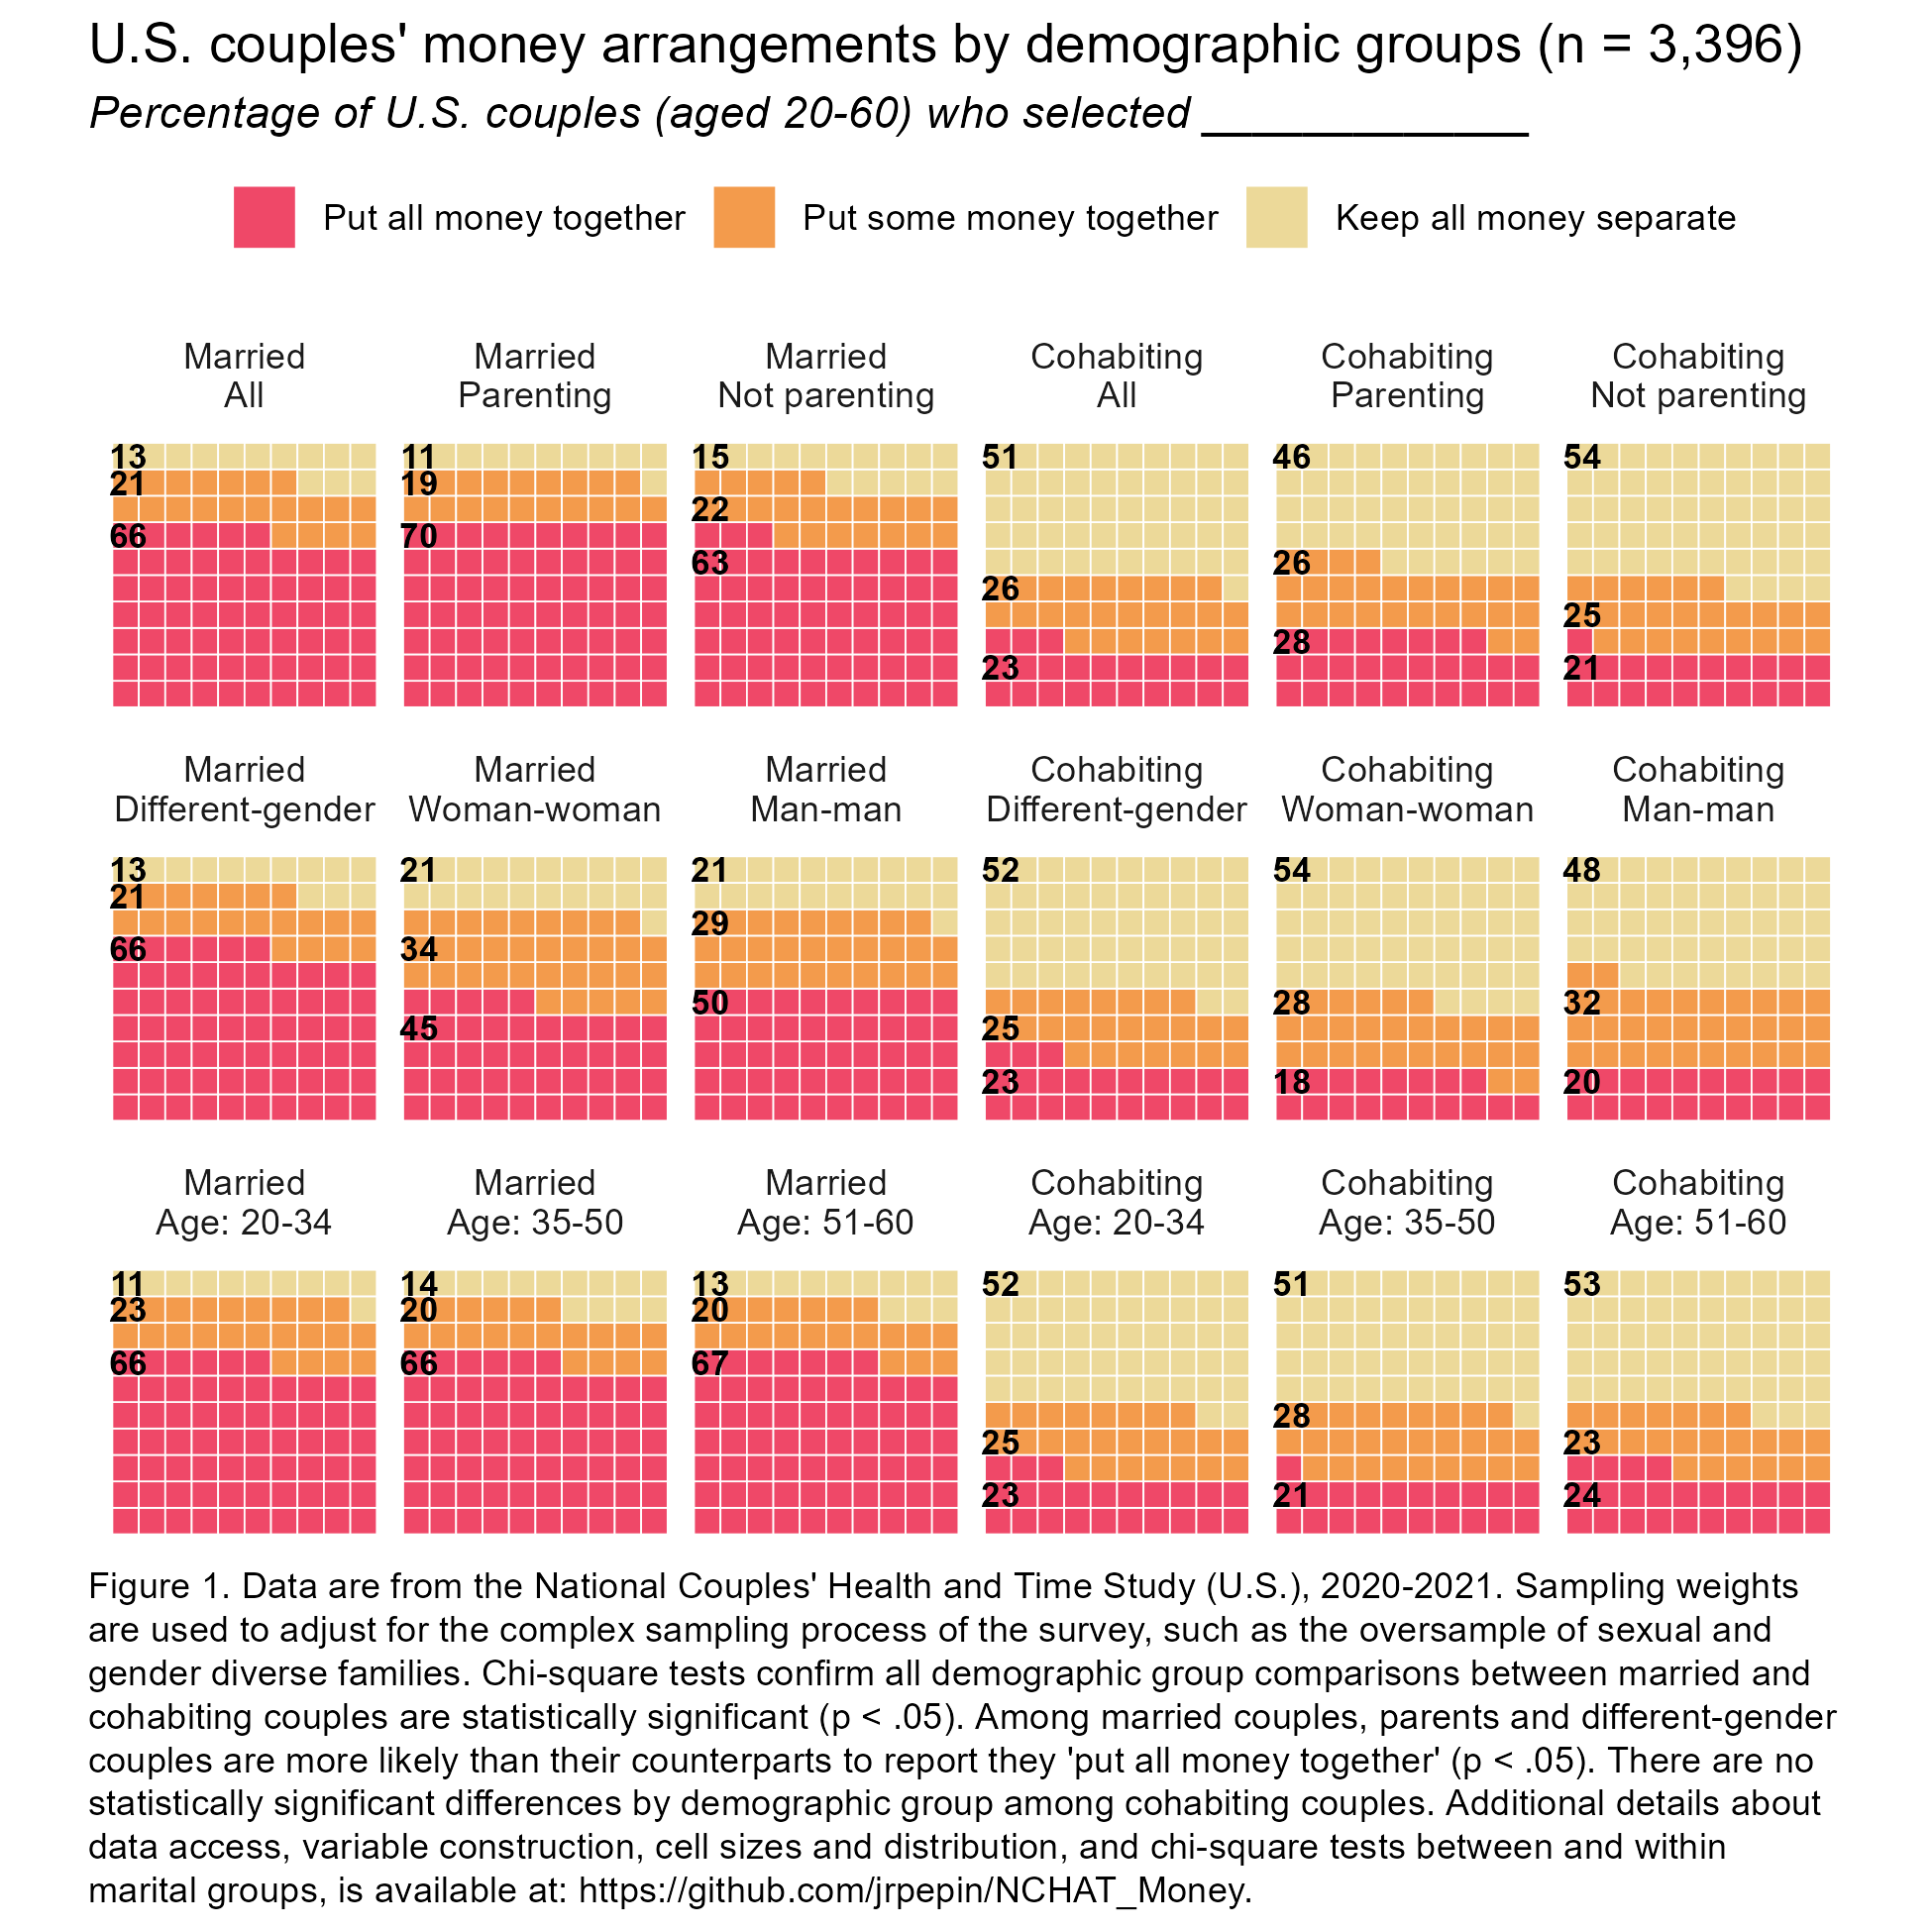 U.S. couples' money arrangements by demographic groups (n = 3,396)
Percentage of U.S. couples (aged 20-60) who selected _____________
Put all money together Put some money together Keep all money separate
Married Married Married Cohabiting Cohabiting Cohabiting
All Parenting Not parenting All Parenting Not parenting
13 11 15 51 46 54
21 19
22
66 70
63 26
26
25
28
23 21
Married Married Married Cohabiting Cohabiting Cohabiting
Different-gender Woman-woman Man-man Different-gender Woman-woman Man-man
13 21 21 52 54 48
21
29
66 34
50 28 32
45 25
23 18 20
Married Married Married Cohabiting Cohabiting Cohabiting
Age: 20-34 Age: 35-50 Age: 51-60 Age: 20-34 Age: 35-50 Age: 51-60
11 14 13 52 51 53
23 20 20
66 66 67
28
25 23
23 21 24
Figure 1. Data are from the National Couples' Health and Time Study (U.S.), 2020-2021. Sampling weights
are used to adjust for the complex sampling process of the survey, such as the oversample of sexual and
gender diverse families. Chi-square tests confirm all demographic group comparisons between married and
cohabiting couples are statistically significant (p < .05). Among married couples, parents and different-gender
couples are more likely than their counterparts to report they 'put all money together' (p < .05). There are no
statistically significant differences by demographic group among cohabiting couples. Additional details about
data access, variable construction, cell sizes and distribution, and chi-square tests between and within
marital groups, is available at: https://github.com/jrpepin/NCHAT_Money.